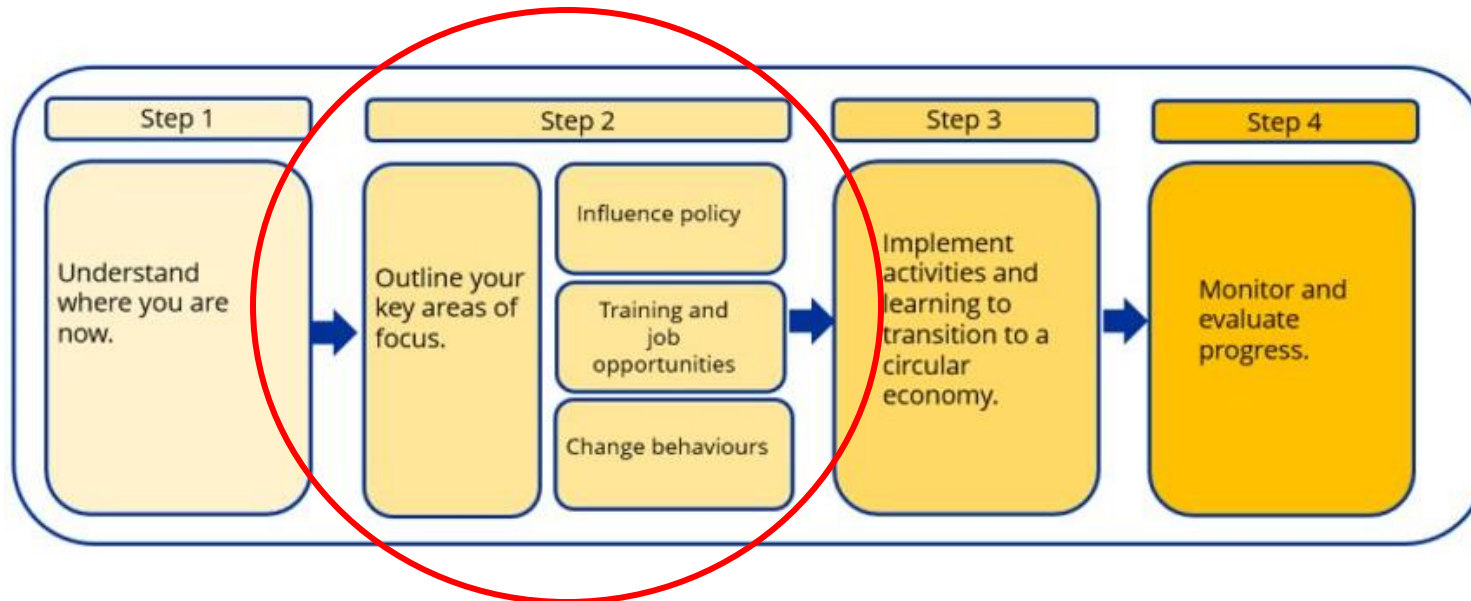 Step 1
Understand
where you are
now.
Step 2
Outline your
key areas of
focus.
Influence policy
Training and
job
opportunities
Change behaviours
Step 3
Implement
activities and
learning to
transition to a
circular
economy.
Step 4
Monitor and
evaluate
progress.